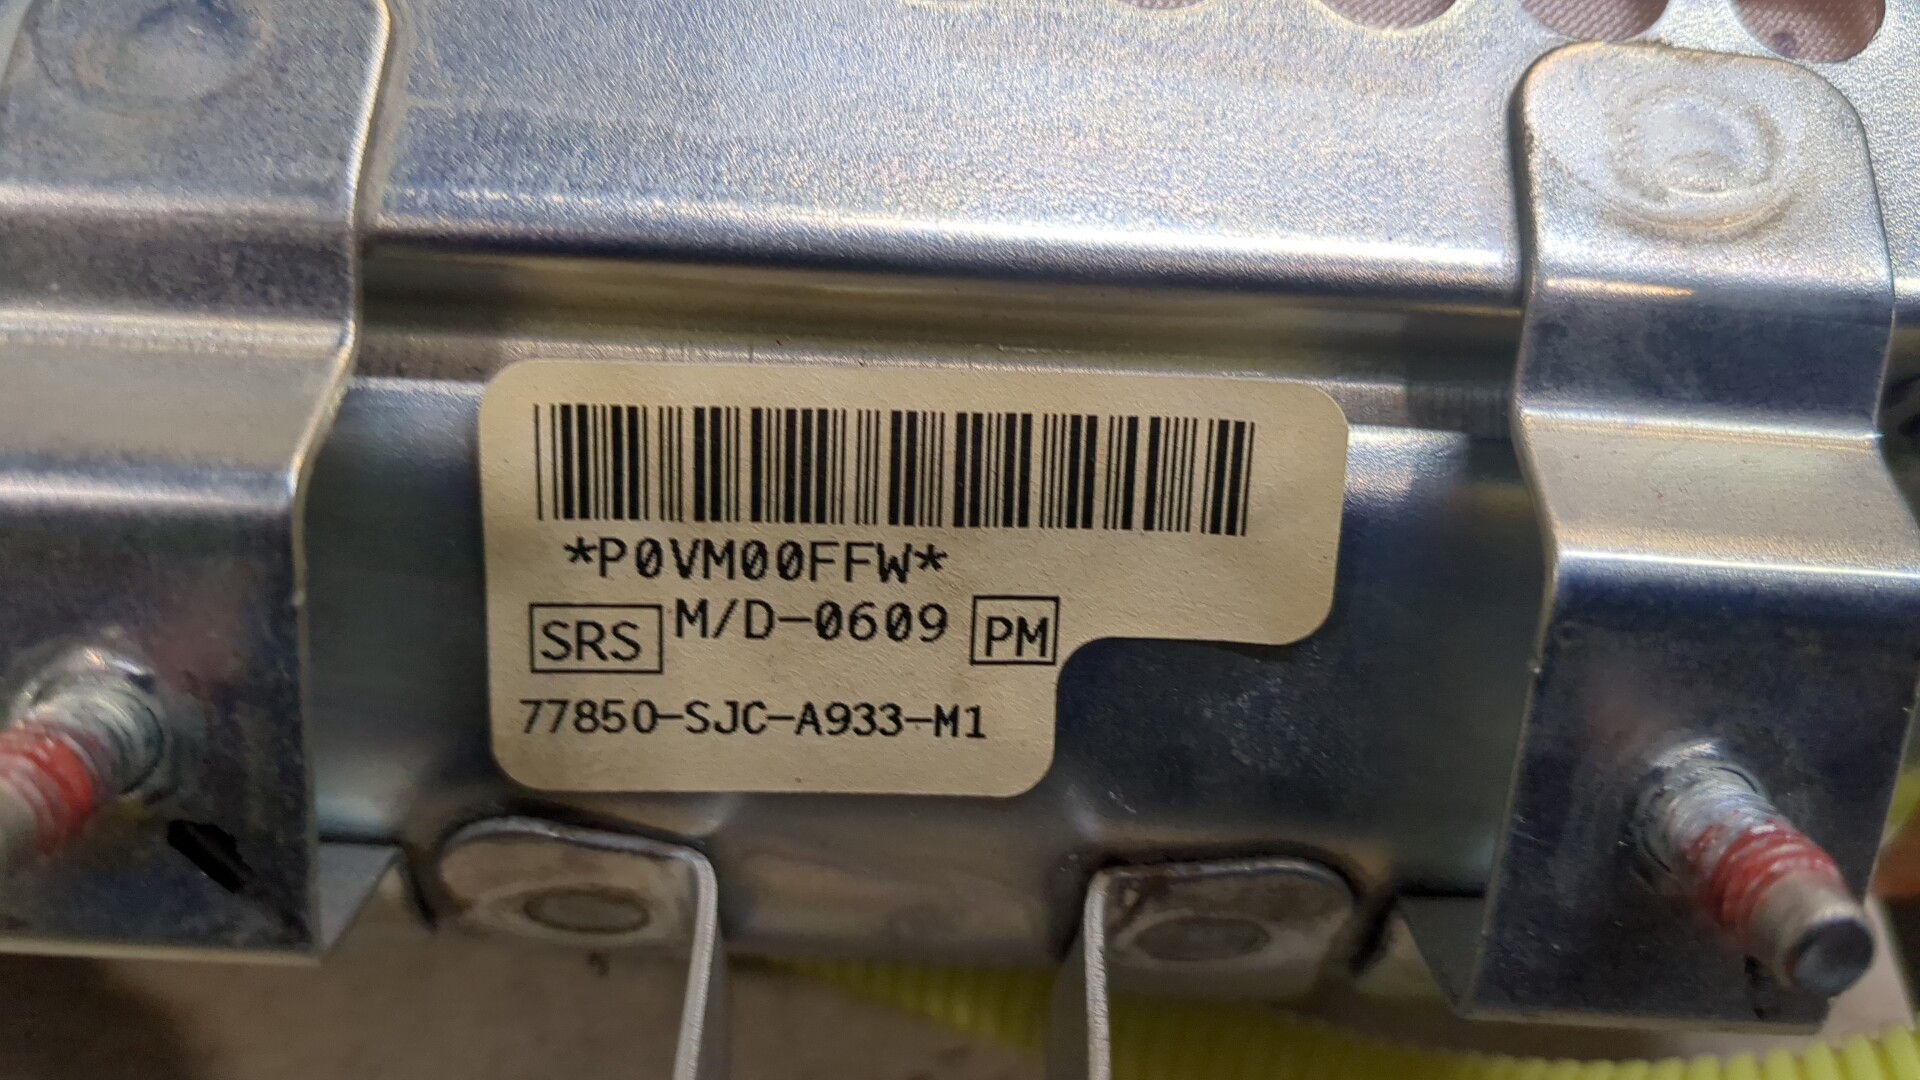 *P0VM00FFW*
SRS M/D-0609 PM
77850-SJC-A933-M1